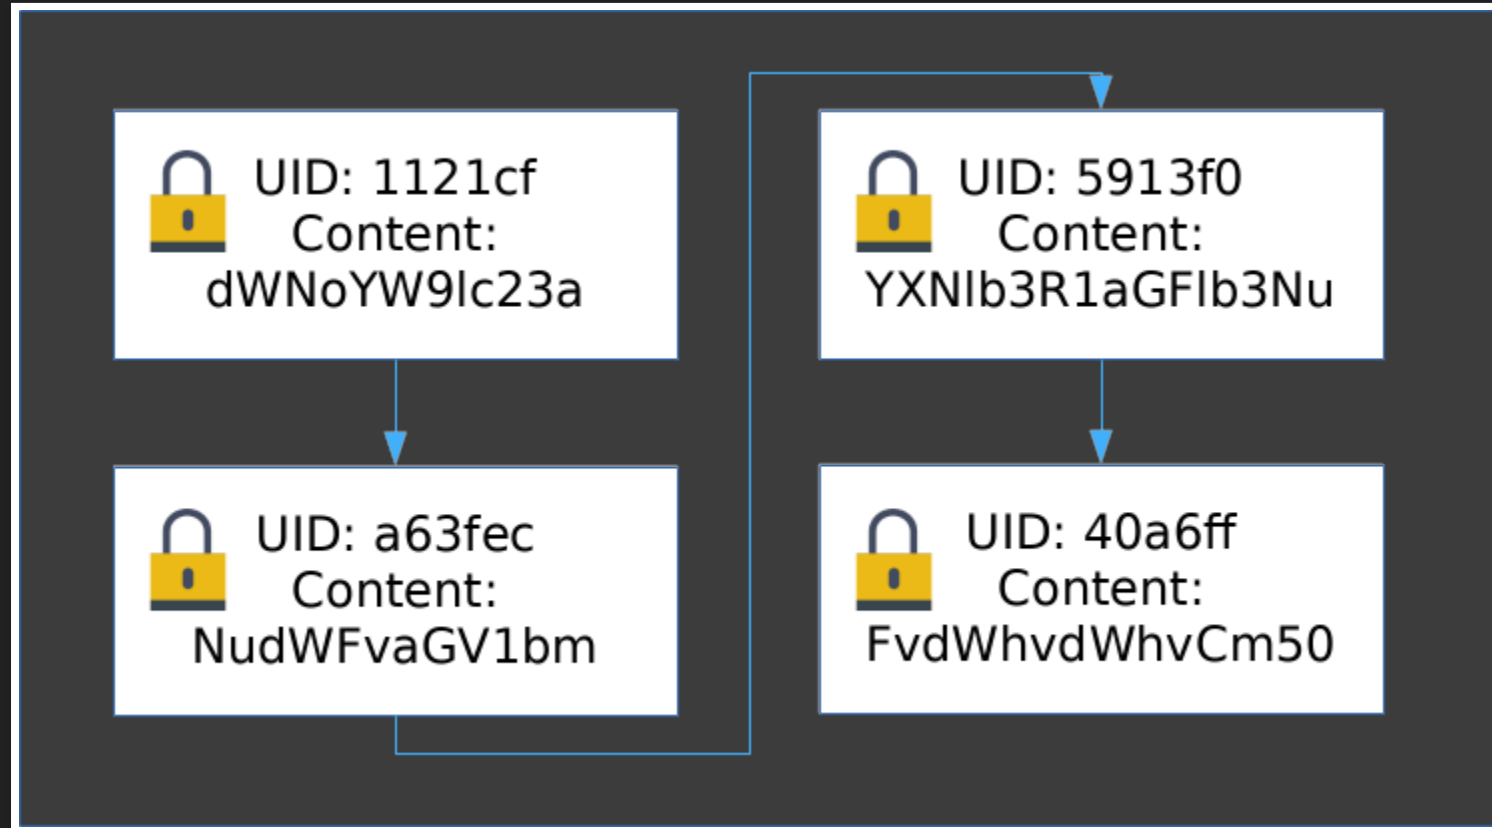 UID: 1121cf
Content:
dWNoYW9lc23a
UID: a63fec
Content:
NudWFvaGV1bm
UID: 5913f0
Content:
YXNlb3R1aGFlb3Nu
UID: 40a6ff
Content:
FvdWhvdWhvCm50